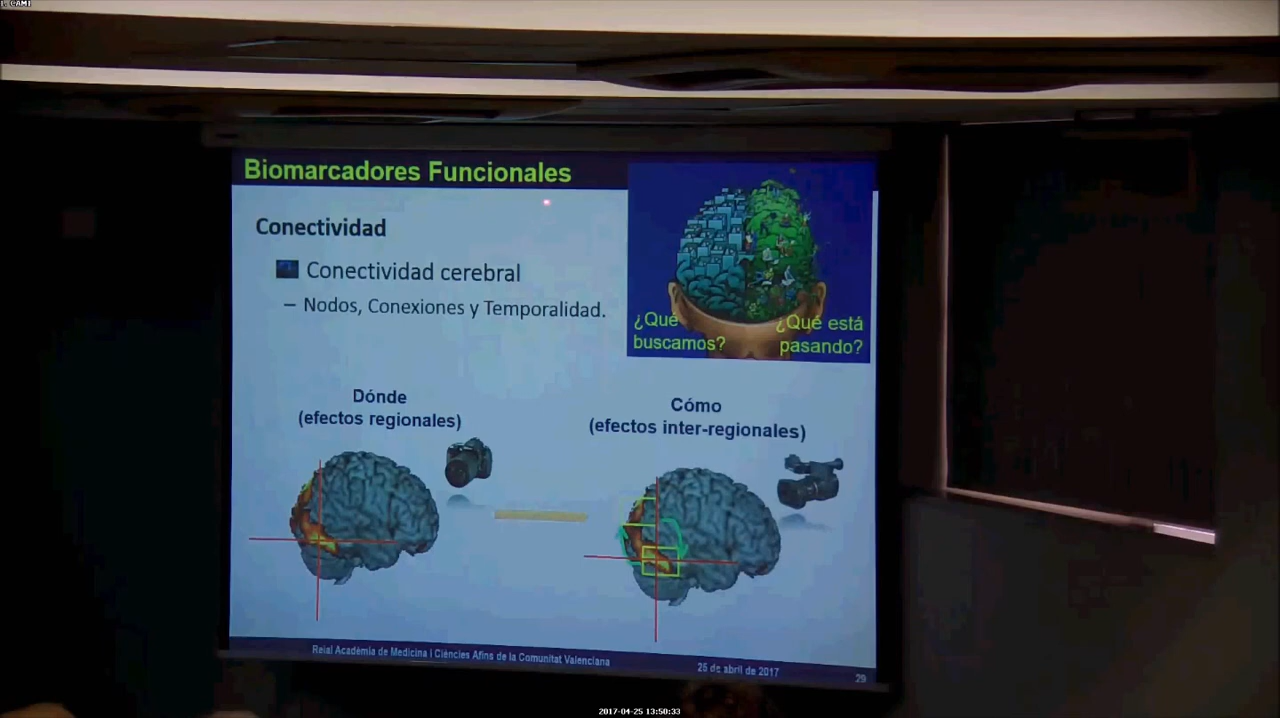 Biomarcadores Funcionales
Conectividad
Conectividad cerebral
– Nodos, Conexiones y Temporalidad.
¿Qué
buscamos?
¿Qué está
pasando?
Dónde
(efectos regionales)
Cómo
(efectos inter-regionales)
Reial Acadèmia de Medicina i Ciències Afins de la Comunitat Valenciana
25 de abril de 2017
29
2017-04-25 13:50:33